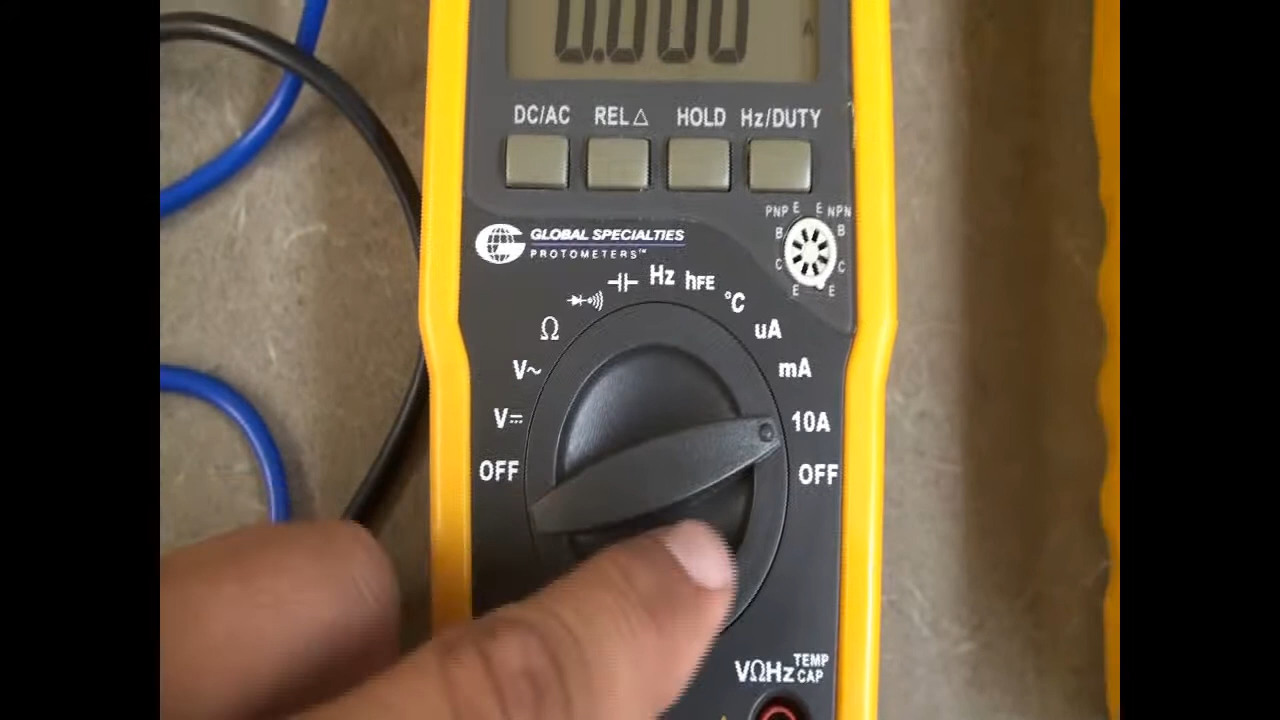 0.000
A
DC/AC REL △ HOLD Hz/DUTY
PNP E E NPN
B B
C C
E E
GLOBAL SPECIALTIES
PROTOMETERS™
Hz hFE
°C
Ω uA
V~ mA
V⎓ 10A
OFF OFF
VΩHz TEMP
CAP